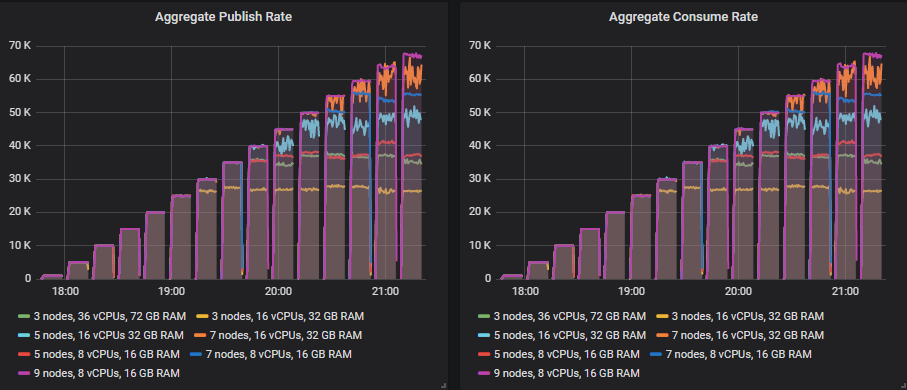 Aggregate Publish Rate
70 K
60 K
50 K
40 K
30 K
20 K
10 K
0
18:00 19:00 20:00 21:00
3 nodes, 36 vCPUs, 72 GB RAM 3 nodes, 16 vCPUs, 32 GB RAM
5 nodes, 16 vCPUs 32 GB RAM 7 nodes, 16 vCPUs, 32 GB RAM
5 nodes, 8 vCPUs, 16 GB RAM 7 nodes, 8 vCPUs, 16 GB RAM
9 nodes, 8 vCPUs, 16 GB RAM
Aggregate Consume Rate
70 K
60 K
50 K
40 K
30 K
20 K
10 K
0
18:00 19:00 20:00 21:00
3 nodes, 36 vCPUs, 72 GB RAM 3 nodes, 16 vCPUs, 32 GB RAM
5 nodes, 16 vCPUs, 32 GB RAM 7 nodes, 16 vCPUs, 32 GB RAM
5 nodes, 8 vCPUs, 16 GB RAM 7 nodes, 8 vCPUs, 16 GB RAM
9 nodes, 8 vCPUs, 16 GB RAM